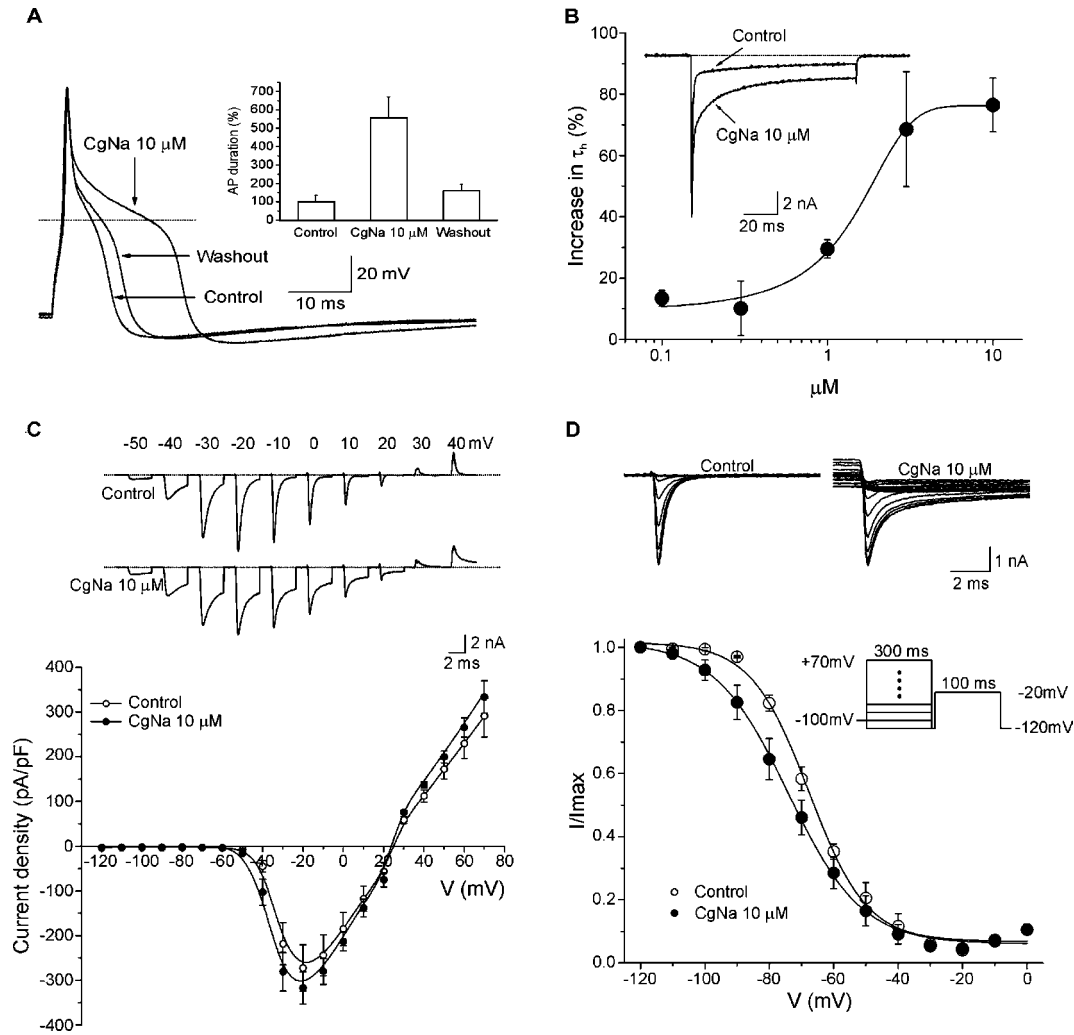 A
CgNa 10 μM
Washout
Control
AP duration (%)
700
600
500
400
300
200
100
0
Control CgNa 10 μM Washout
20 mV
10 ms
B
Increase in τh (%)
100
90
80
70
60
50
40
30
20
10
0
Control
CgNa 10 μM
2 nA
20 ms
0.1 1 10
μM
C
-50 -40 -30 -20 -10 0 10 20 30 40 mV
Control
CgNa 10 μM
2 nA
2 ms
Current density (pA/pF)
400
300
200
100
0
-100
-200
-300
-400
Control
CgNa 10 μM
-120 -100 -80 -60 -40 -20 0 20 40 60 80
V (mV)
D
Control
CgNa 10 μM
1 nA
2 ms
I/Imax
1.0
0.8
0.6
0.4
0.2
0.0
+70mV
300 ms
100 ms
-20mV
-100mV
-120mV
Control
CgNa 10 μM
-120 -100 -80 -60 -40 -20 0
V (mV)